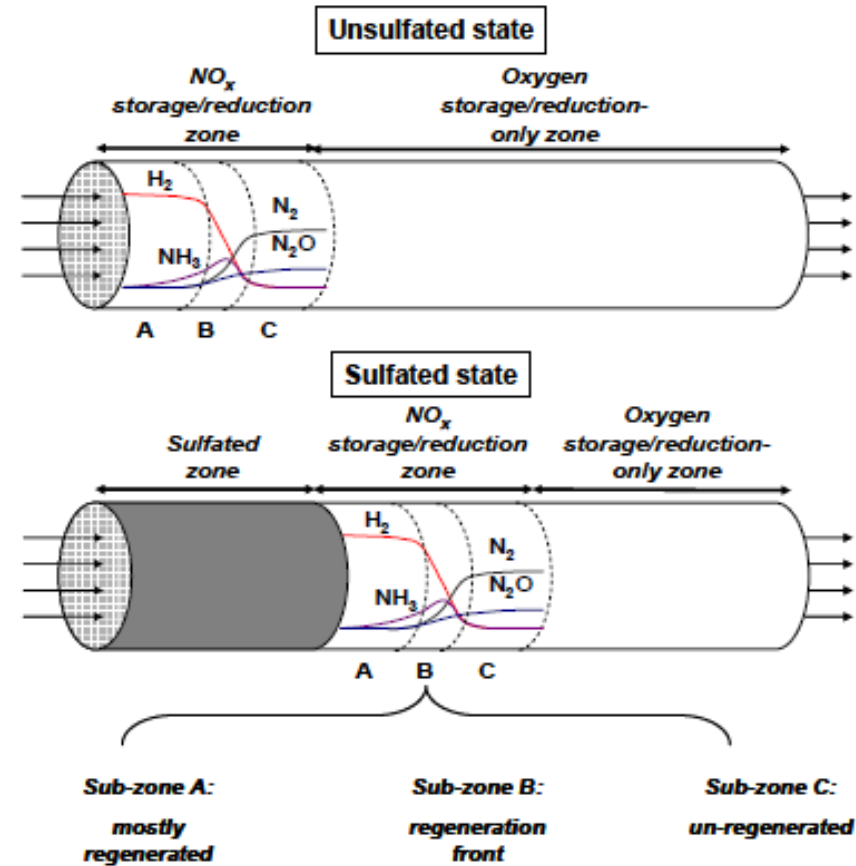 Unsulfated state
NOx
storage/reduction
zone
Oxygen
storage/reduction-
only zone
H2
N2
N2O
NH3
A B C
Sulfated state
Sulfated
zone
NOx
storage/reduction
zone
Oxygen
storage/reduction-
only zone
H2
N2
N2O
NH3
A B C
Sub-zone A:
mostly
regenerated
Sub-zone B:
regeneration
front
Sub-zone C:
un-regenerated